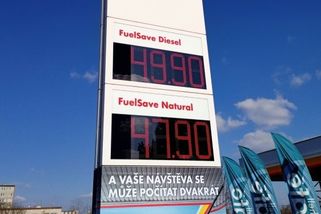 FuelSave Diesel
49.90
FuelSave Natural
47.90
A VAŠE NÁVŠTĚVA SE
MŮŽE POČÍTAT DVAKRÁT